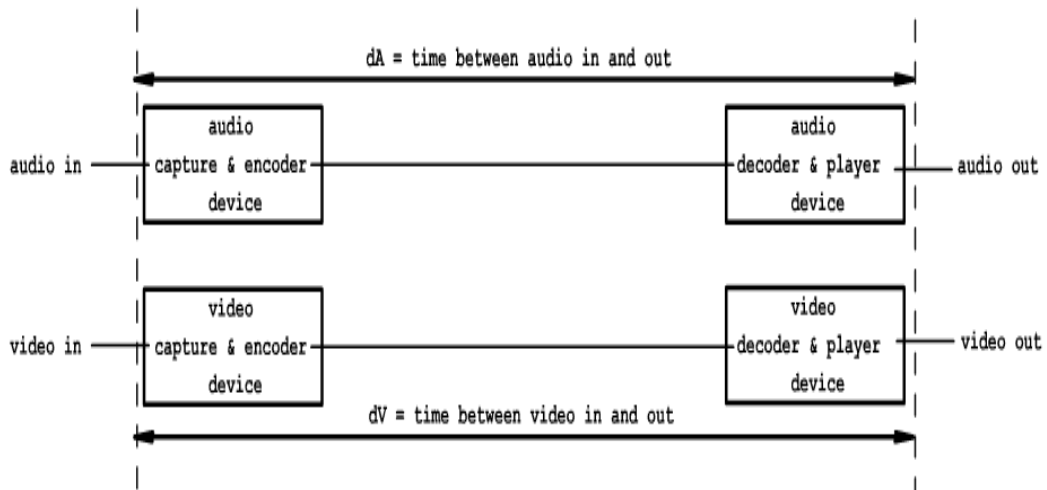 dA = time between audio in and out
audio
audio
audio in
capture & encoder
decoder & player
audio out
device
device
video
video
video in
capture & encoder
decoder & player
video out
device
device
dV = time between video in and out